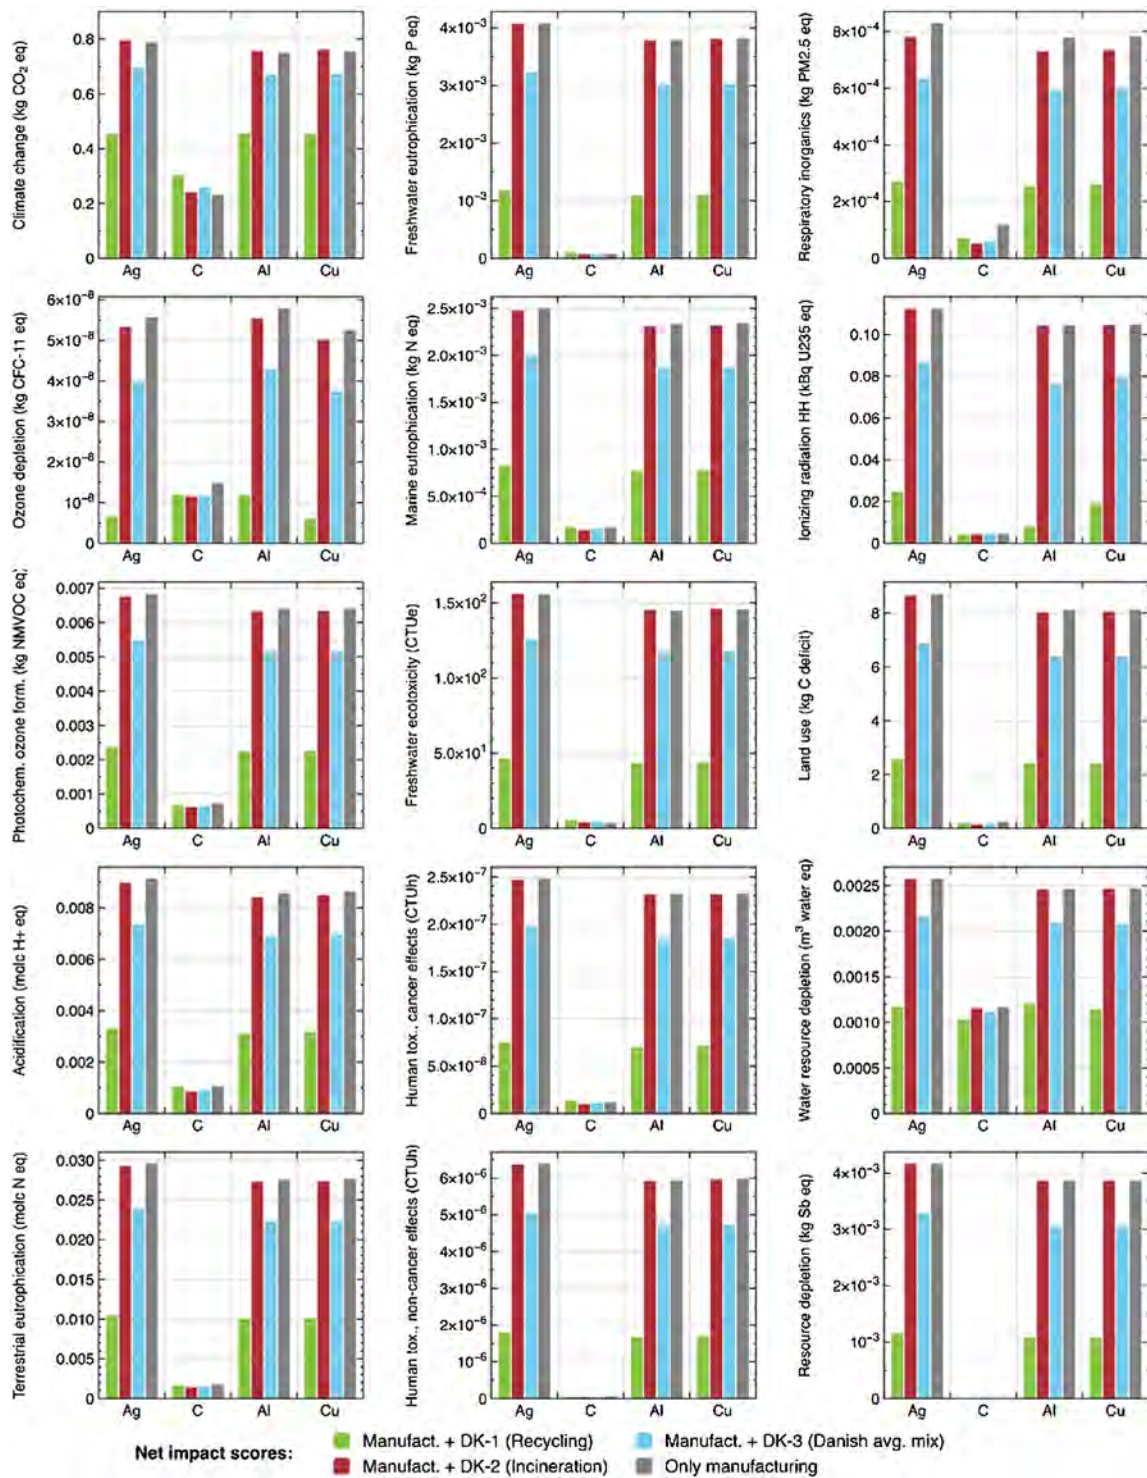 Climate change (kg CO₂ eq)
0.8
0.6
0.4
0.2
0
Ag C Al Cu
Freshwater eutrophication (kg P eq)
4×10⁻³
3×10⁻³
2×10⁻³
10⁻³
0
Ag C Al Cu
Respiratory inorganics (kg PM2.5 eq)
8×10⁻⁴
6×10⁻⁴
4×10⁻⁴
2×10⁻⁴
0
Ag C Al Cu
Ozone depletion (kg CFC-11 eq)
6×10⁻⁸
5×10⁻⁸
4×10⁻⁸
3×10⁻⁸
2×10⁻⁸
10⁻⁸
0
Ag C Al Cu
Marine eutrophication (kg N eq)
2.5×10⁻³
2.0×10⁻³
1.5×10⁻³
1.0×10⁻³
5.0×10⁻⁴
0
Ag C Al Cu
Ionizing radiation HH (kBq U235 eq)
0.10
0.08
0.06
0.04
0.02
0
Ag C Al Cu
Photochem. ozone form. (kg NMVOC eq)
0.007
0.006
0.005
0.004
0.003
0.002
0.001
0
Ag C Al Cu
Freshwater ecotoxicity (CTUe)
1.5×10²
1.0×10²
5.0×10¹
0
Ag C Al Cu
Land use (kg C deficit)
8
6
4
2
0
Ag C Al Cu
Acidification (molc H+ eq)
0.008
0.006
0.004
0.002
0
Ag C Al Cu
Human tox., cancer effects (CTUh)
2.5×10⁻⁷
2.0×10⁻⁷
1.5×10⁻⁷
1.0×10⁻⁷
5.0×10⁻⁸
0
Ag C Al Cu
Water resource depletion (m³ water eq)
0.0025
0.0020
0.0015
0.0010
0.0005
0
Ag C Al Cu
Terrestrial eutrophication (molc N eq)
0.030
0.025
0.020
0.015
0.010
0.005
0
Ag C Al Cu
Human tox., non-cancer effects (CTUh)
6×10⁻⁶
5×10⁻⁶
4×10⁻⁶
3×10⁻⁶
2×10⁻⁶
10⁻⁶
0
Ag C Al Cu
Resource depletion (kg Sb eq)
4×10⁻³
3×10⁻³
2×10⁻³
10⁻³
0
Ag C Al Cu
Net impact scores:
Manufact. + DK-1 (Recycling)
Manufact. + DK-3 (Danish avg. mix)
Manufact. + DK-2 (Incineration)
Only manufacturing